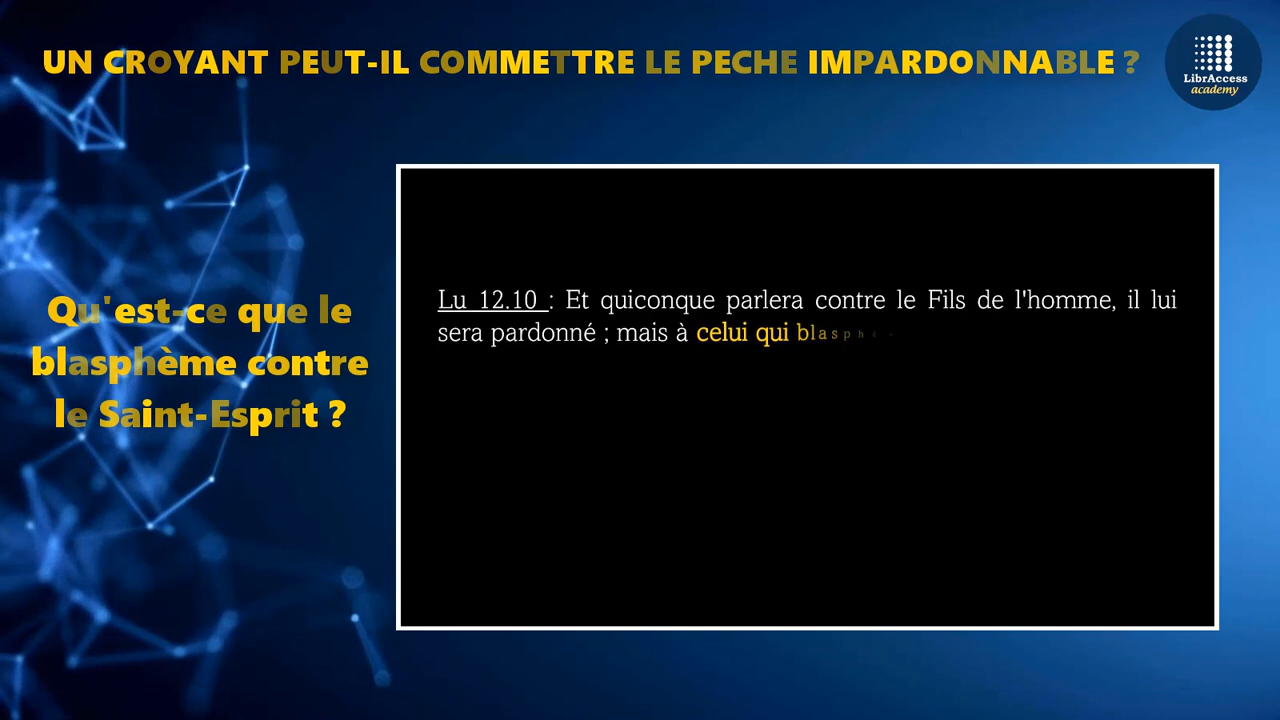 UN CROYANT PEUT-IL COMMETTRE LE PECHE IMPARDONNABLE ?
LibrAccess
academy
Qu'est-ce que le
blasphème contre
le Saint-Esprit ?
Lu 12.10 : Et quiconque parlera contre le Fils de l'homme, il lui
sera pardonné ; mais à celui qui